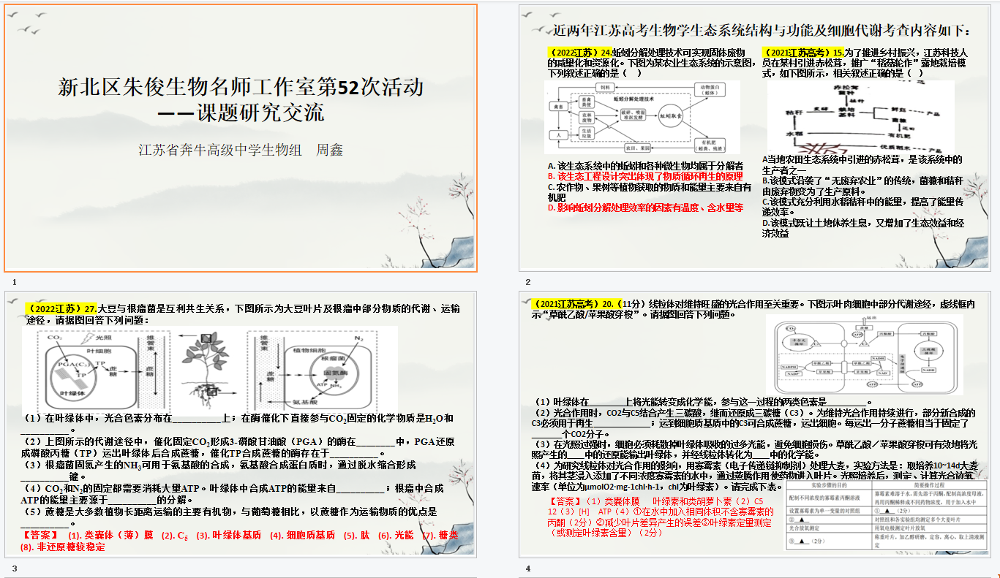 新北区朱俊生物名师工作室第52次活动
——课题研究交流
江苏省奔牛高级中学生物组 周鑫
1
近两年江苏高考生物学生态系统结构与功能及细胞代谢考查内容如下：
（2022江苏）24.蚯蚓分解处理技术可实现固体废物
的减量化和资源化。下图为某农业生态系统的示意图，
下列叙述正确的是（ ）
饲料
动物蛋白
（蚯体）
蚯蚓分解处理技术
禽畜
畜禽
粪便
农林
废物
破碎、喷湿
堆沤发酵
蚯蚓取食
人
生活
垃圾
农田、果园
有机肥
（蚯粪、残渣）
A. 该生态系统中的蚯蚓和各种微生物均属于分解者
B. 该生态工程设计突出体现了物质循环再生的原理
C. 农作物、果树等植物获取的物质和能量主要来自有
机肥
D. 影响蚯蚓分解处理效率的因素有温度、含水量等
（2021江苏高考）15.为了推进乡村振兴，江苏科技人
员在某村引进赤松茸，推广“稻菇轮作”露地栽培模
式，如下图所示，相关叙述正确的是（ ）
赤松茸
菌种
接种
秸秆
发酵
栽培
基料
鲜菇
产品
菌糠
还田
水稻
有机肥
优质稻米
产品
A当地农田生态系统中引进的赤松茸，是该系统中的
生产者之一
B.该模式沿袭了“无废弃农业”的传统，菌糠和秸秆
由废弃物变为了生产原料。
C.该模式充分利用水稻秸秆中的能量，提高了能量传
递效率。
D.该模式既让土地休养生息，又增加了生态效益和经
济效益
2
（2022江苏）27.大豆与根瘤菌是互利共生关系，下图所示为大豆叶片及根瘤中部分物质的代谢、运输
途径，请据图回答下列问题：
CO₂
光照
叶细胞
PGA(C₃)
TP
TP
蔗糖
叶绿体
维管束
蔗糖
维管束
蔗糖
植物细胞
根瘤菌
固氮酶
ATP
NH₃
N₂
氨基酸
（1）在叶绿体中，光合色素分布在__________上；在酶催化下直接参与CO₂固定的化学物质是H₂O和
__________。
（2）上图所示的代谢途径中，催化固定CO₂形成3-磷酸甘油酸（PGA）的酶在________中，PGA还原
成磷酸丙糖（TP）运出叶绿体后合成蔗糖，催化TP合成蔗糖的酶存在于__________。
（3）根瘤菌固氮产生的NH₃可用于氨基酸的合成，氨基酸合成蛋白质时，通过脱水缩合形成
__________键。
（4）CO₂和N₂的固定都需要消耗大量ATP。叶绿体中合成ATP的能量来自__________；根瘤中合成
ATP的能量主要源于__________的分解。
（5）蔗糖是大多数植物长距离运输的主要有机物，与葡萄糖相比，以蔗糖作为运输物质的优点是
__________。
【答案】 (1). 类囊体（薄）膜 (2). C₅ (3). 叶绿体基质 (4). 细胞质基质 (5). 肽 (6). 光能 (7). 糖类
(8). 非还原糖较稳定
3
（2021江苏高考）20.（11分）线粒体对维持旺盛的光合作用至关重要。下图示叶肉细胞中部分代谢途经，虚线框内
示“草酰乙酸/苹果酸穿梭”。请据图回答下列问题。
CO₂
卡尔文
循环
蔗糖
ATP
丙酮酸
丙酮酸
三羧酸
循环
NADPH
NADP⁺
草酰乙酸
苹果酸
草酰乙酸
苹果酸
NADH
NAD⁺
电子传递链
NADH
ATP
ATP
（1）叶绿体在________上将光能转变成化学能，参与这一过程的两类色素是________。
（2）光合作用时，CO2与C5结合产生三碳酸，继而还原成三碳糖（C3）。为维持光合作用持续进行，部分新合成的
C3必须用于再生____________；运到细胞质基质中的C3可合成蔗糖，运出细胞。每运出一分子蔗糖相当于固定了
______个CO2分子。
（3）在光照过强时，细胞必须耗散掉叶绿体吸收的过多光能，避免细胞损伤。草酰乙酸／苹果酸穿梭可有效地将光
照产生的____中的还原能输出叶绿体，并经线粒体转化为____中的化学能。
（4）为研究线粒体对光合作用的影响，用寡霉素（电子传递链抑制剂）处理大麦，实验方法是：取培养10~14d大麦
苗，将其茎浸入添加了不同浓度寡霉素的水中，通过蒸腾作用使药物进入叶片。光照培养后，测定、计算光合放氧
速率（单位为μmolO2·mg-1chl·h-1，chl为叶绿素）。请完成下表。
【答案】（1）类囊体膜 叶绿素和类胡萝卜素（2）C5
12（3）[H] ATP（4）①在水中加入相同体积不含寡霉素的
丙酮（2分）②减少叶片差异产生的误差③叶绿素定量测定
（或测定叶绿素含量）（2分）
实验步骤的目的
简要操作过程
配制不同浓度的寡霉素丙酮溶液
寡霉素难溶于水，需先溶于丙酮，配制高浓度母液，
再用丙酮稀释成不同药物浓度，用于加入水中
设置寡霉素为单一变量的对照组
①__▲__（2分）
②__▲__
对照组和各实验组均测定多个大麦叶片
光合放氧测定
用氧电极测定叶片放氧
③__▲__（2分）
称重叶片，加乙醇研磨，定容，离心，取上清液测
定
4